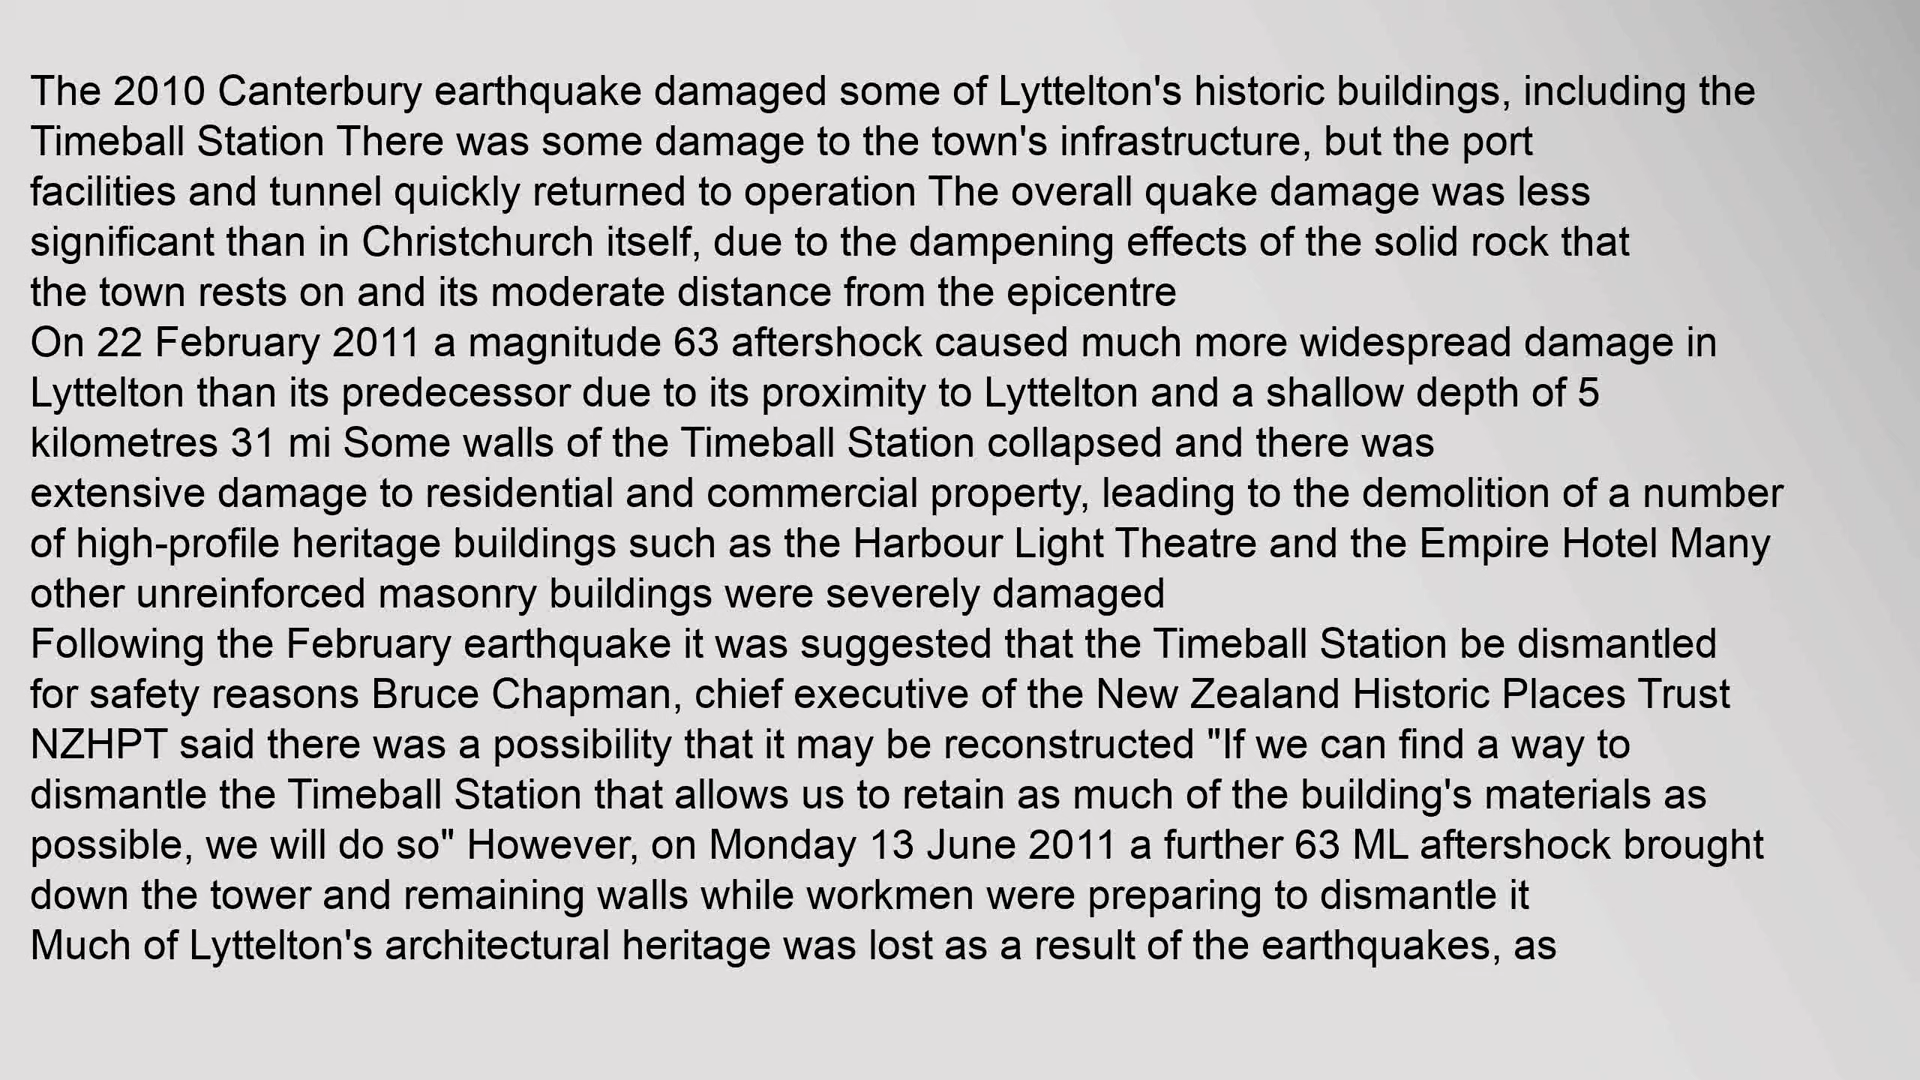 The 2010 Canterbury earthquake damaged some of Lyttelton's historic buildings, including the
Timeball Station There was some damage to the town's infrastructure, but the port
facilities and tunnel quickly returned to operation The overall quake damage was less
significant than in Christchurch itself, due to the dampening effects of the solid rock that
the town rests on and its moderate distance from the epicentre
On 22 February 2011 a magnitude 63 aftershock caused much more widespread damage in
Lyttelton than its predecessor due to its proximity to Lyttelton and a shallow depth of 5
kilometres 31 mi Some walls of the Timeball Station collapsed and there was
extensive damage to residential and commercial property, leading to the demolition of a number
of high-profile heritage buildings such as the Harbour Light Theatre and the Empire Hotel Many
other unreinforced masonry buildings were severely damaged
Following the February earthquake it was suggested that the Timeball Station be dismantled
for safety reasons Bruce Chapman, chief executive of the New Zealand Historic Places Trust
NZHPT said there was a possibility that it may be reconstructed "If we can find a way to
dismantle the Timeball Station that allows us to retain as much of the building's materials as
possible, we will do so" However, on Monday 13 June 2011 a further 63 ML aftershock brought
down the tower and remaining walls while workmen were preparing to dismantle it
Much of Lyttelton's architectural heritage was lost as a result of the earthquakes, as